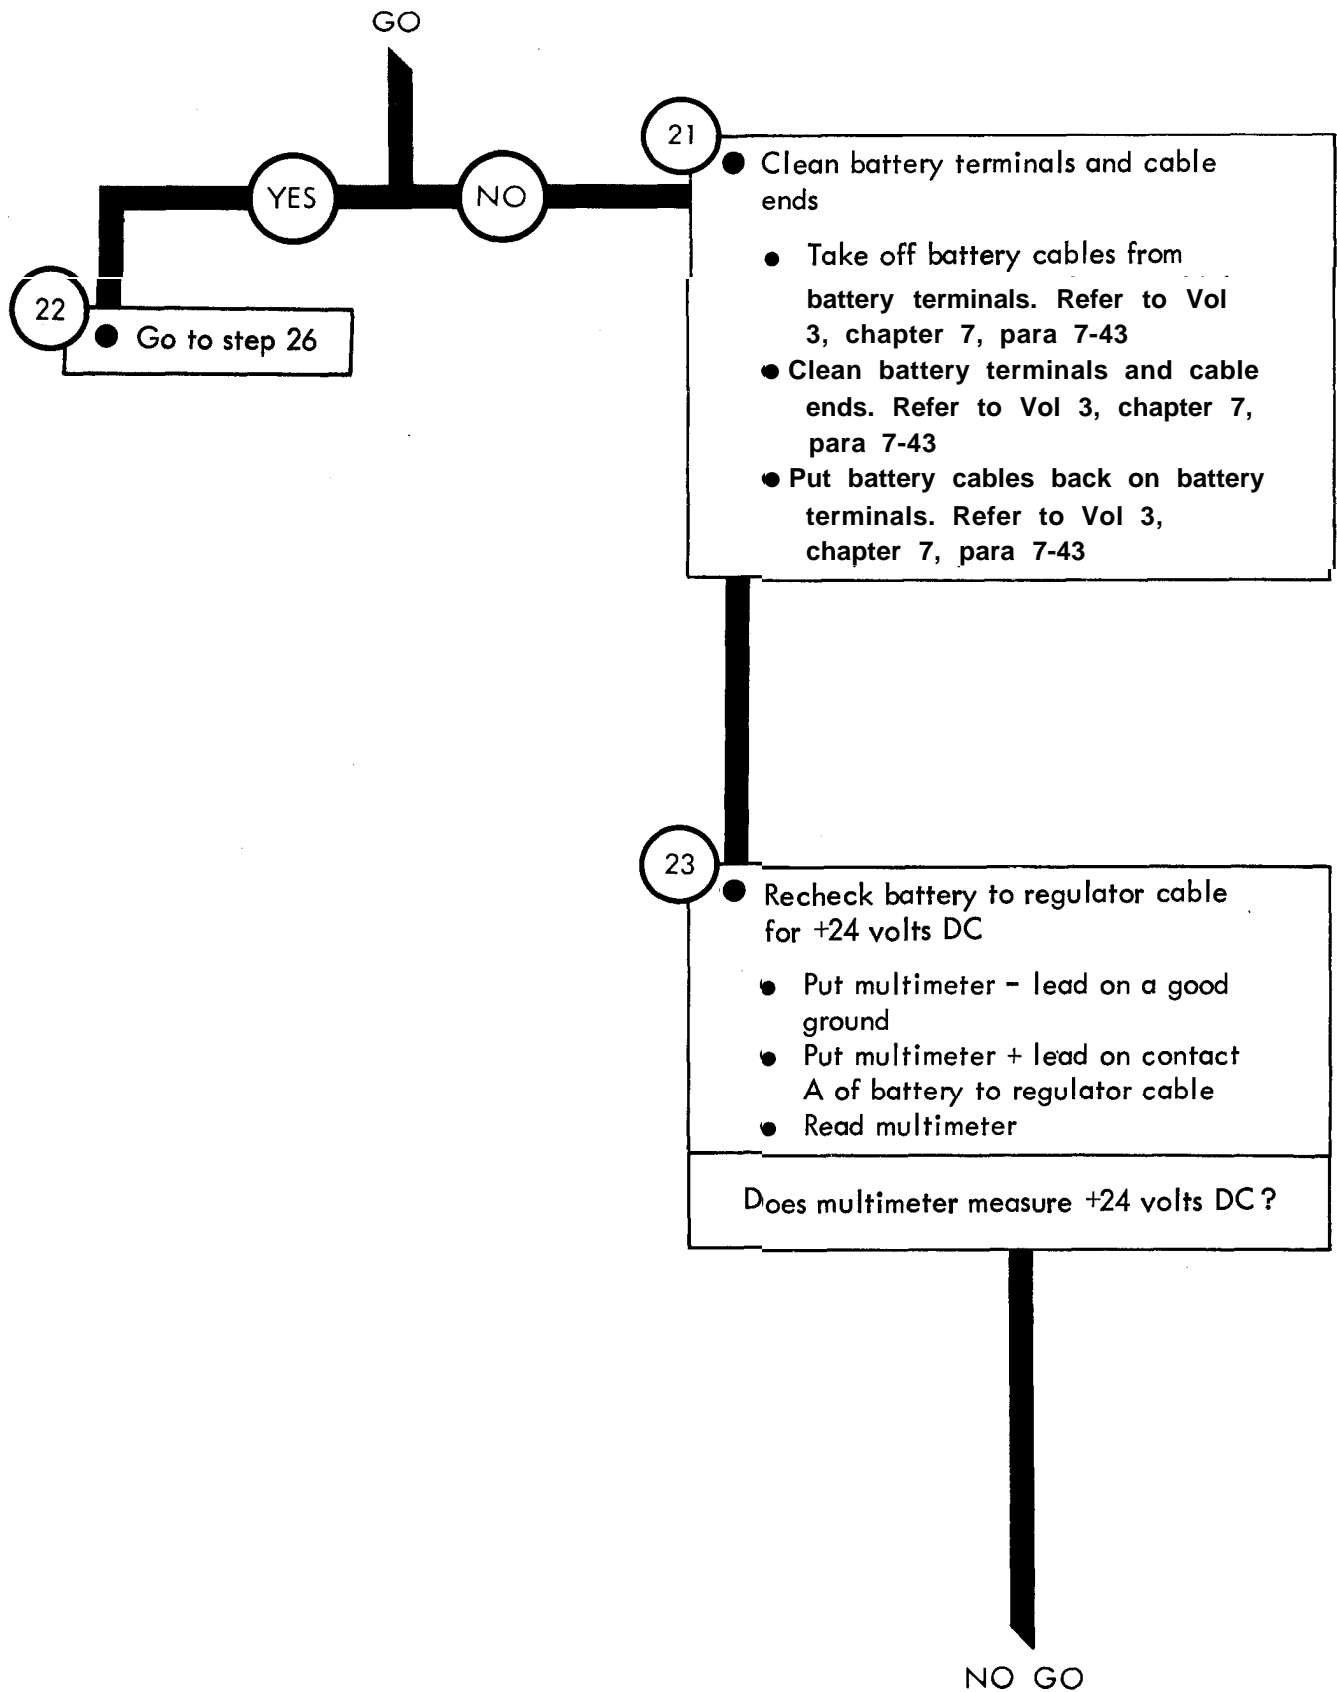 GO
YES
NO
21
● Clean battery terminals and cable
ends
● Take off battery cables from
battery terminals. Refer to Vol
3, chapter 7, para 7-43
● Clean battery terminals and cable
ends. Refer to Vol 3, chapter 7,
para 7-43
● Put battery cables back on battery
terminals. Refer to Vol 3,
chapter 7, para 7-43
22
● Go to step 26
23
● Recheck battery to regulator cable
for +24 volts DC
● Put multimeter - lead on a good
ground
● Put multimeter + lead on contact
A of battery to regulator cable
● Read multimeter
Does multimeter measure +24 volts DC?
NO GO